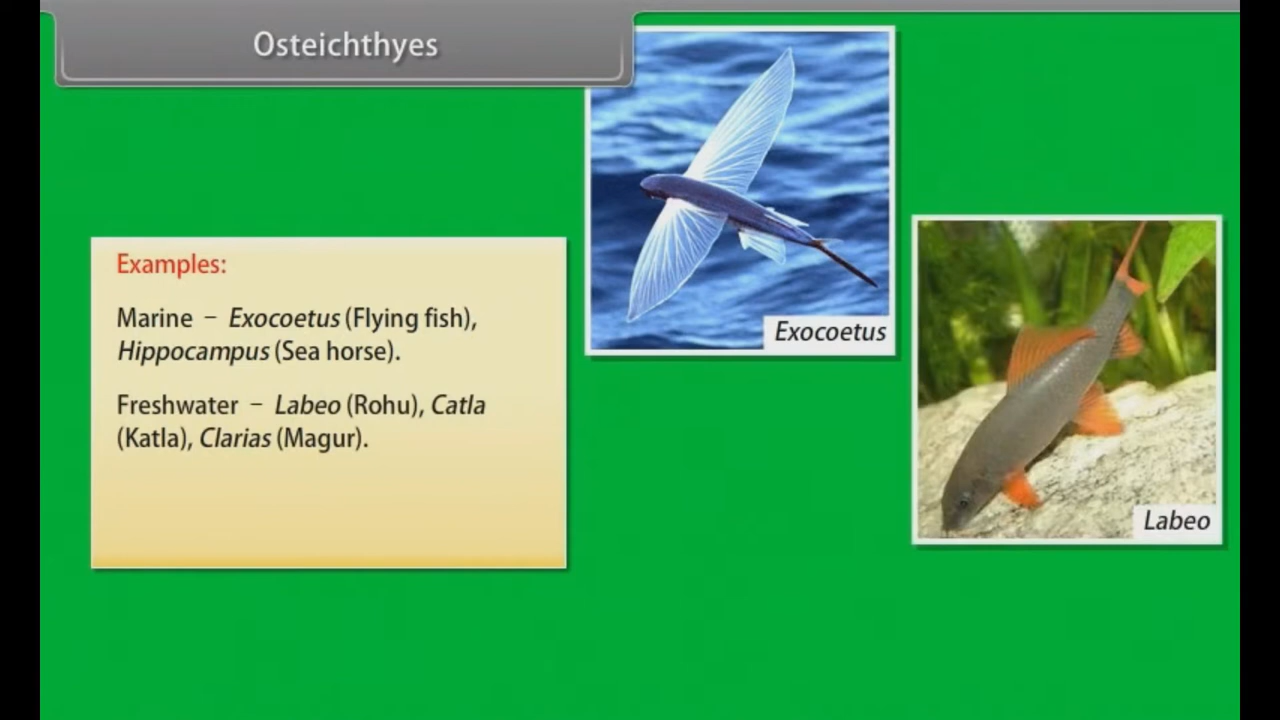 Osteichthyes
Examples:
Marine – Exocoetus (Flying fish),
Hippocampus (Sea horse).
Freshwater – Labeo (Rohu), Catla
(Katla), Clarias (Magur).
Exocoetus
Labeo